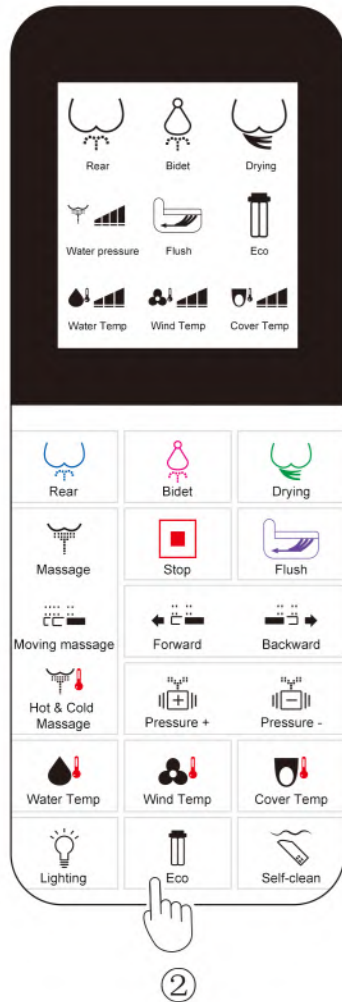 Rear Bidet Drying
Water pressure Flush Eco
Water Temp Wind Temp Cover Temp
Rear Bidet Drying
Massage Stop Flush
Moving massage Forward Backward
Hot & Cold
Massage Pressure + Pressure -
Water Temp Wind Temp Cover Temp
Lighting Eco Self-clean
②